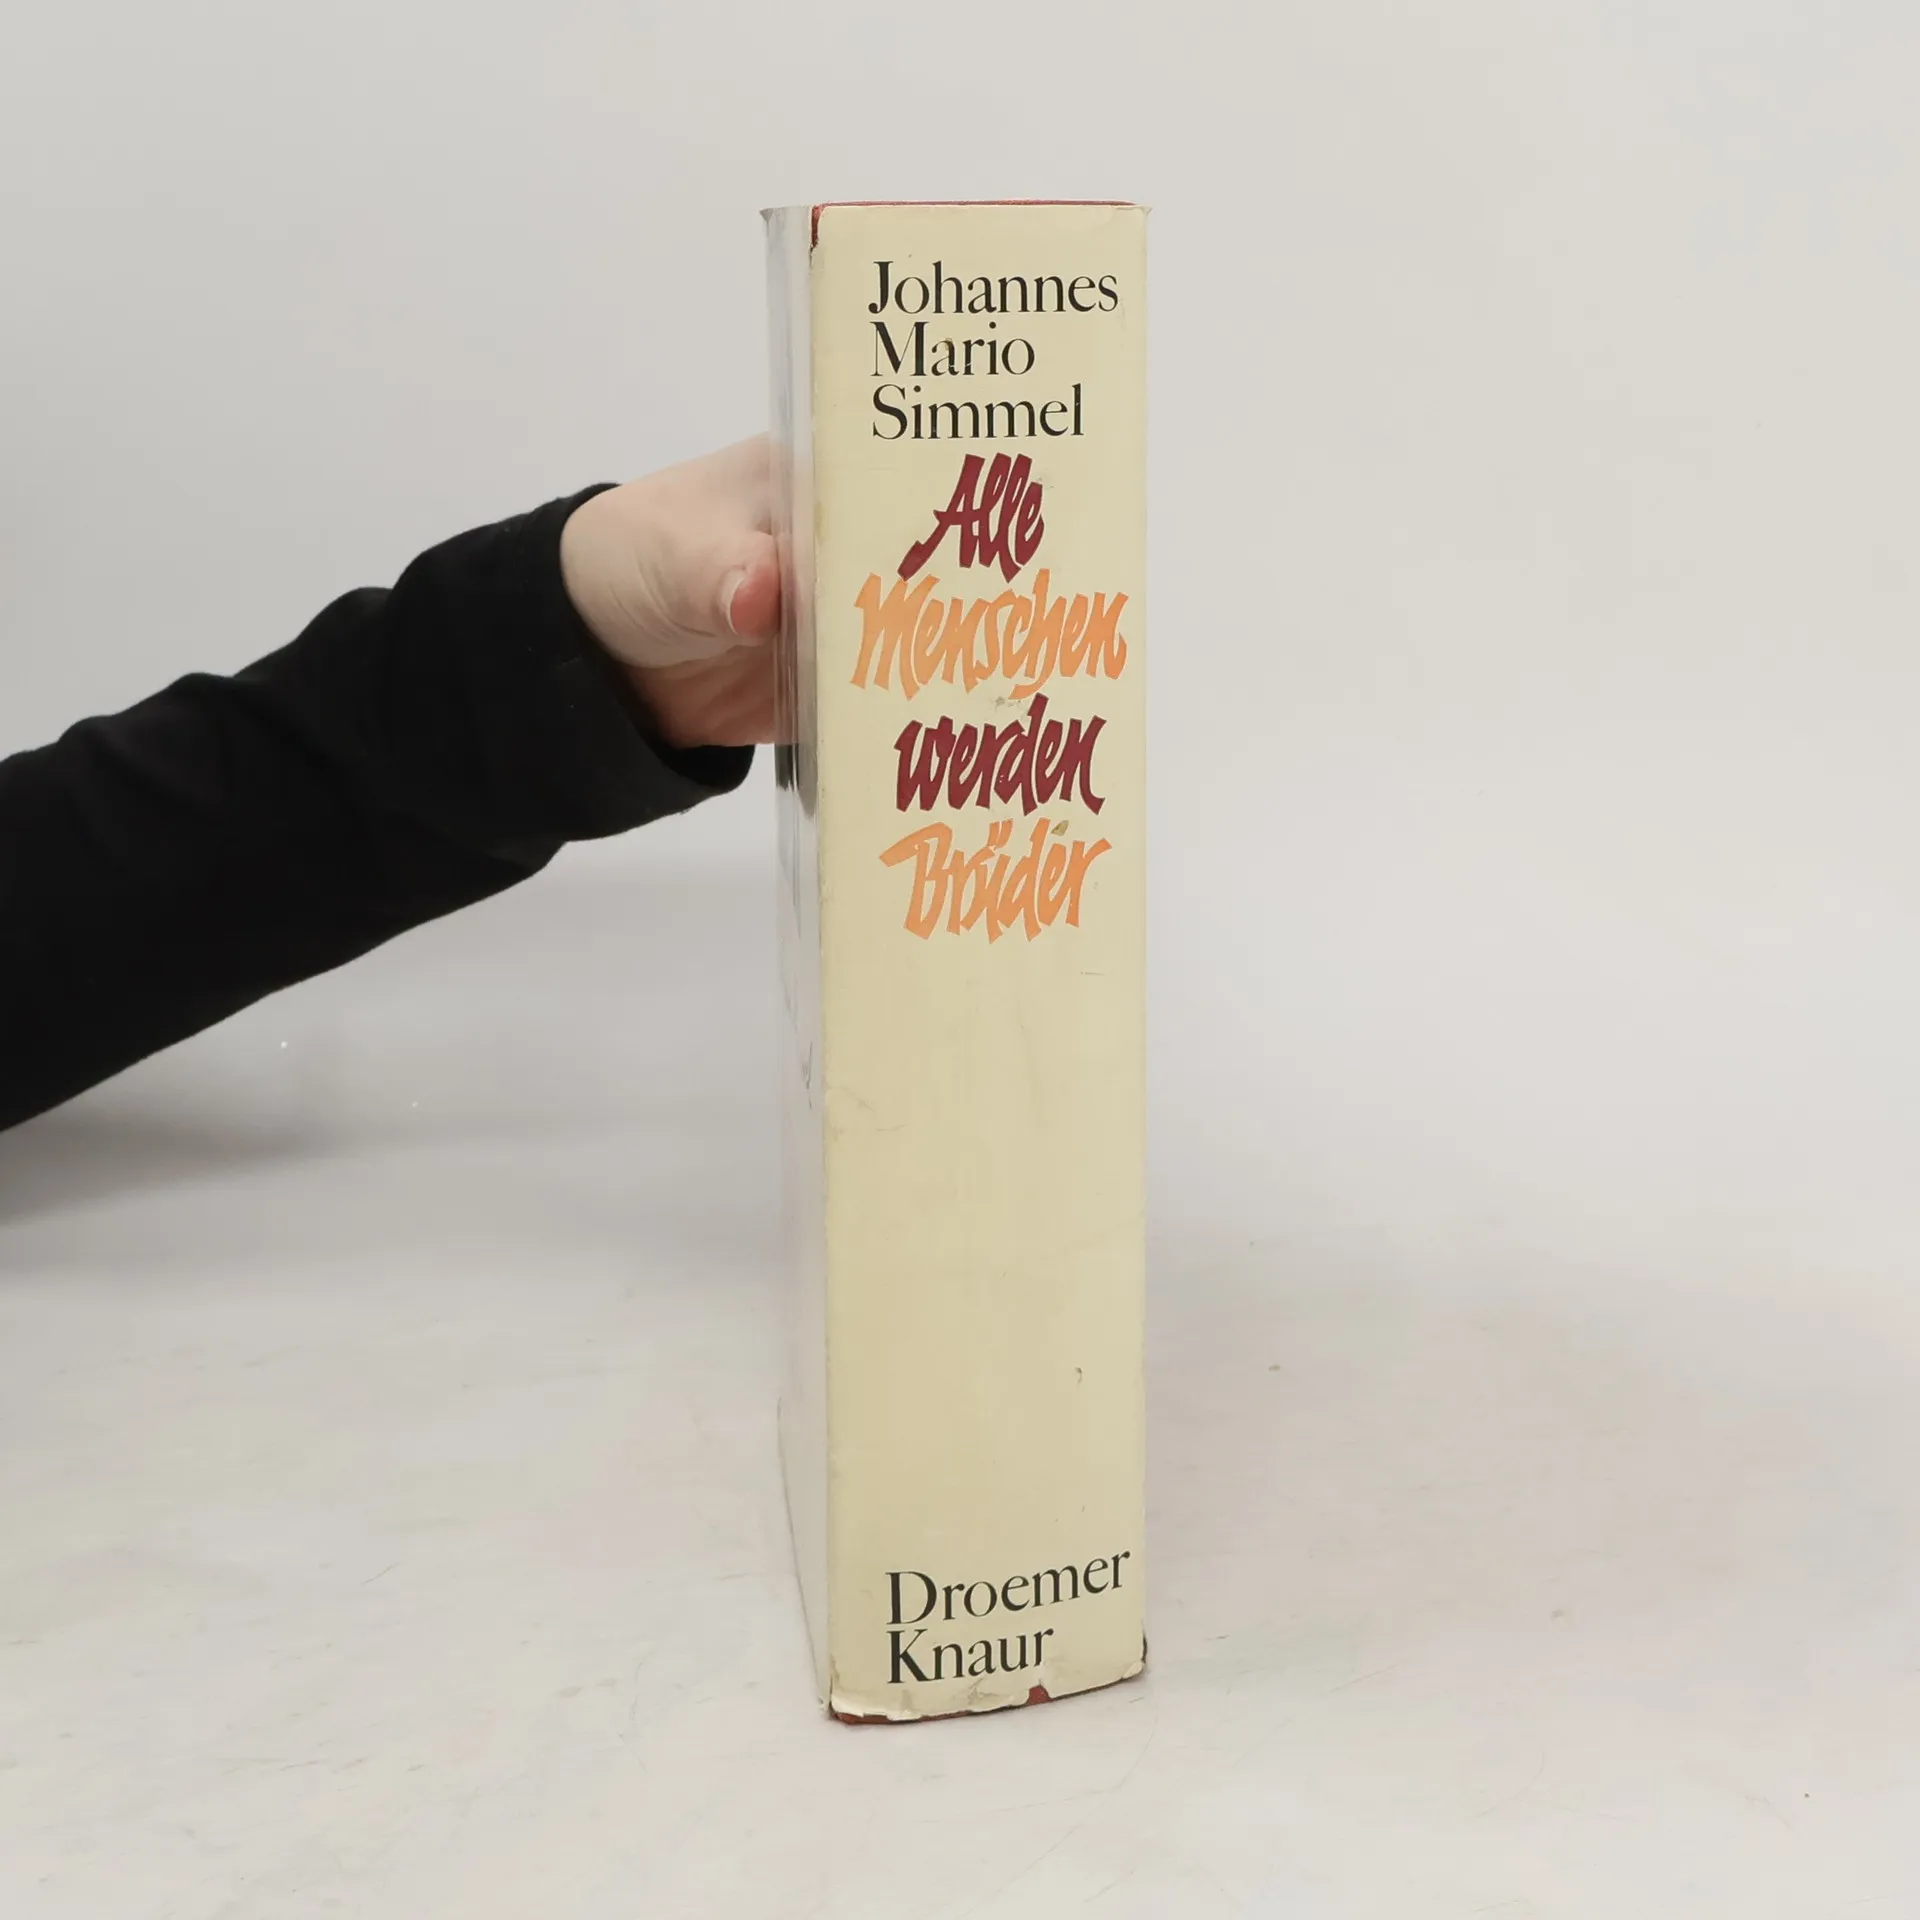 Johannes
Mario
Simmel
Alle
Menschen
werden
Brüder
Droemer
Knaur